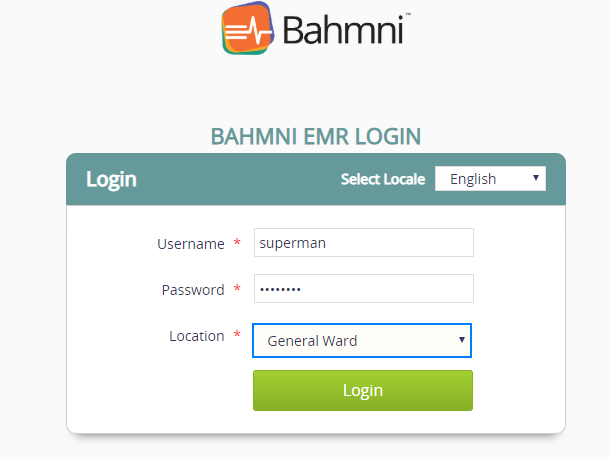 Bahmni™
BAHMNI EMR LOGIN
Login Select Locale English
Username * superman
Password * ••••••••
Location * General Ward
Login